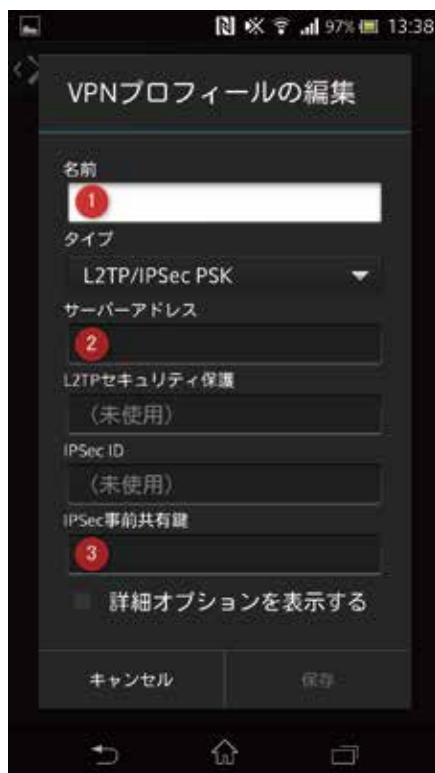 97% 13:38
VPNプロフィールの編集
名前
1
タイプ
L2TP/IPSec PSK
サーバーアドレス
2
L2TPセキュリティ保護
(未使用)
IPSec ID
(未使用)
IPSec事前共有鍵
3
詳細オプションを表示する
キャンセル 保存